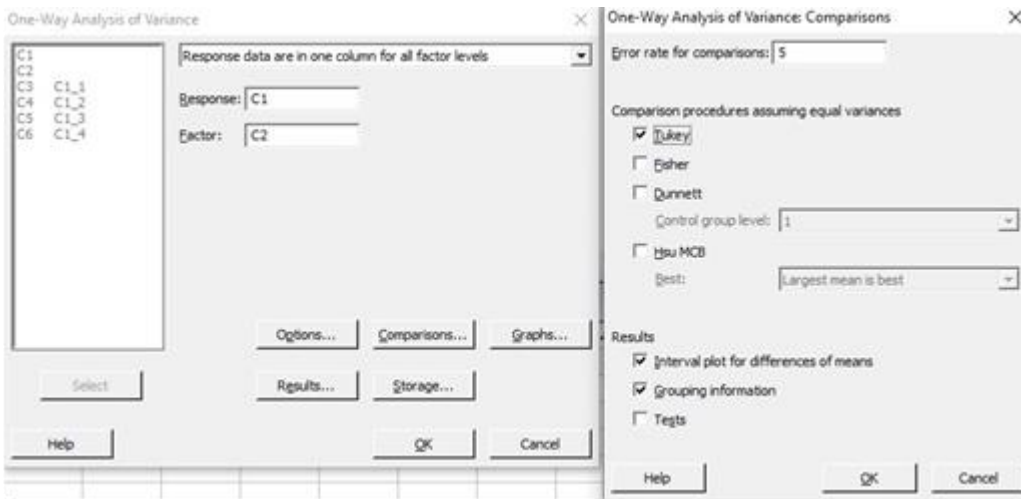 One-Way Analysis of Variance
C1
C2
C3 C1_1
C4 C1_2
C5 C1_3
C6 C1_4
Response data are in one column for all factor levels
Response: C1
Factor: C2
Options...
Comparisons...
Graphs...
Select
Results...
Storage...
Help
OK
Cancel
One-Way Analysis of Variance: Comparisons
Error rate for comparisons: 5
Comparison procedures assuming equal variances
Tukey
Fisher
Dunnett
Control group level: 1
Hsu MCB
Best: Largest mean is best
Results
Interval plot for differences of means
Grouping information
Tests
Help
OK
Cancel